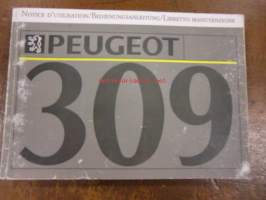 NOTICE D'UTILISATION/BEDIENUNGSANLEITUNG/LIBRETTO MANUTENZIONE
PEUGEOT
309